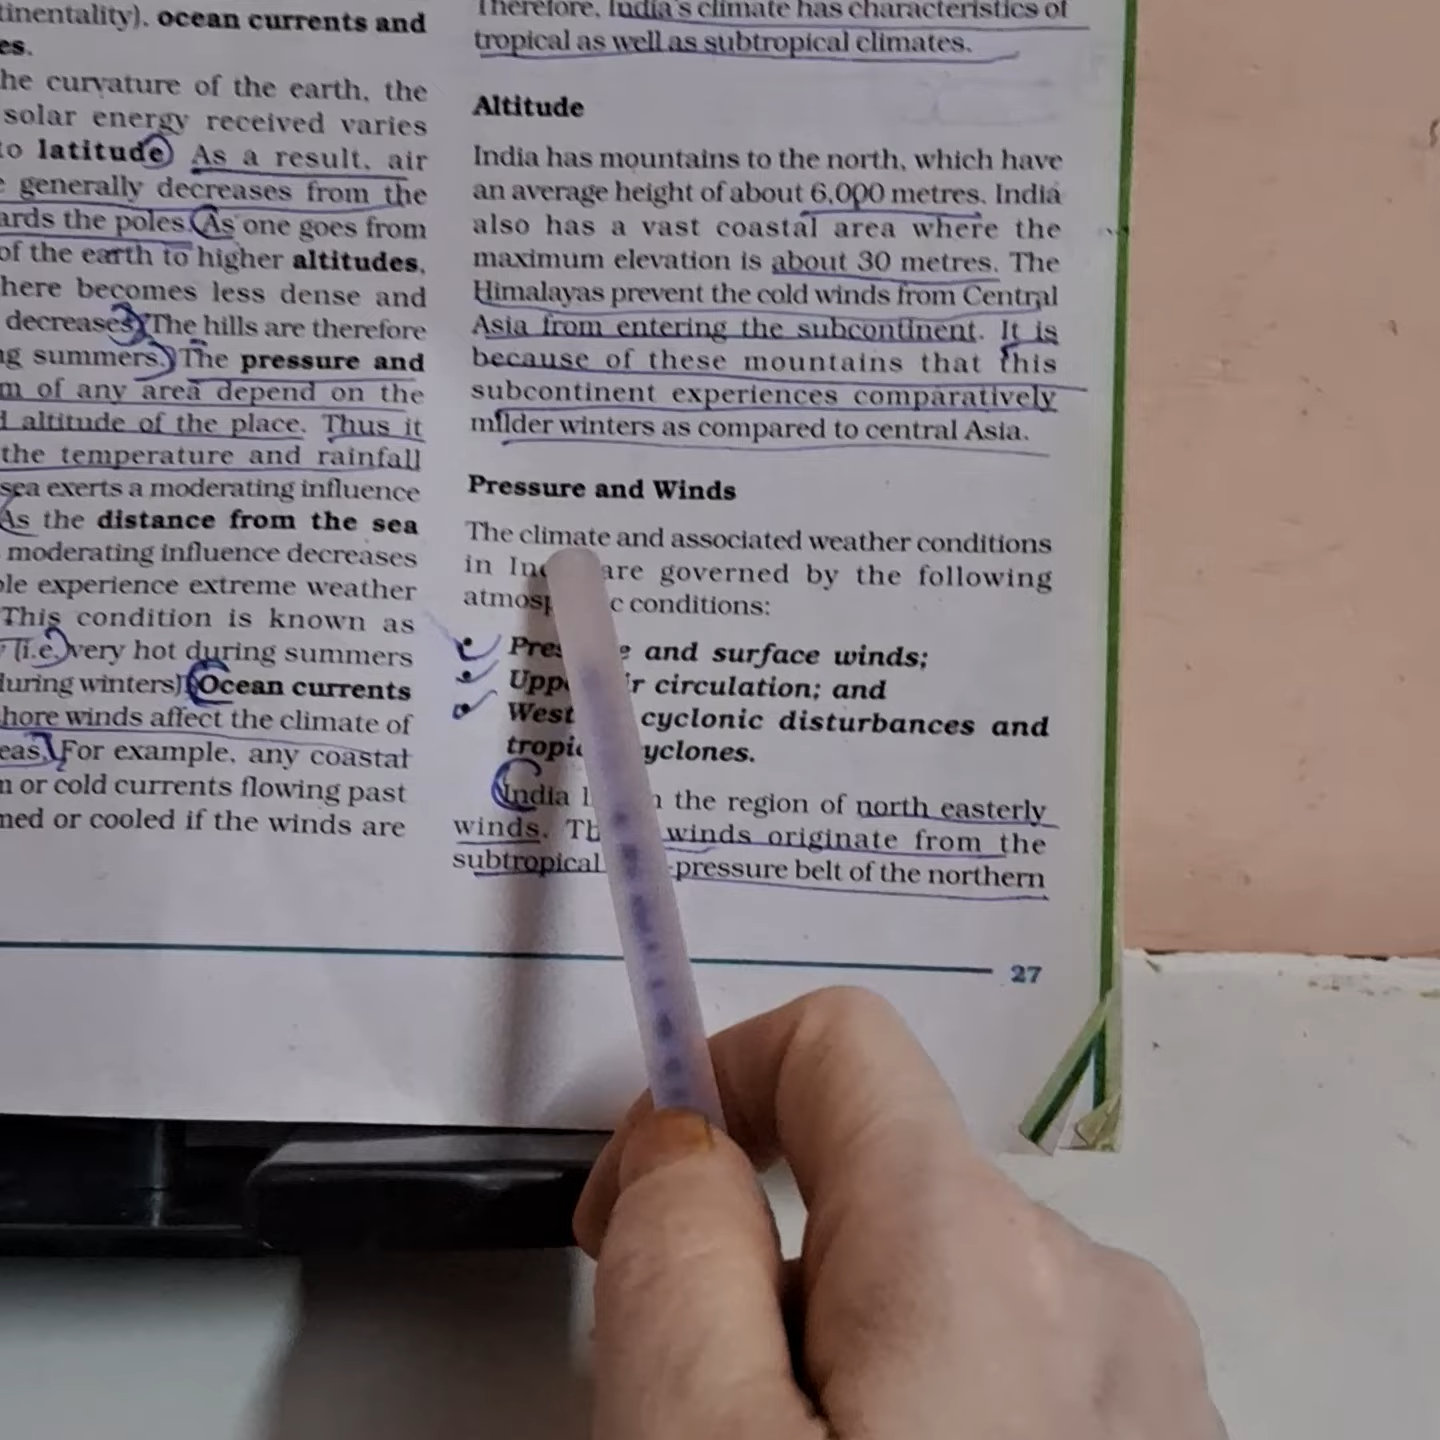 tinentality), ocean currents and
es.
he curvature of the earth, the
solar energy received varies
to latitude) As a result, air
generally decreases from the
ards the poles. As one goes from
of the earth to higher altitudes,
here becomes less dense and
decreases. The hills are therefore
ng summers. The pressure and
m of any area depend on the
altitude of the place. Thus it
the temperature and rainfall
sea exerts a moderating influence
As the distance from the sea
moderating influence decreases
ple experience extreme weather
This condition is known as
(i.e. very hot during summers
during winters). Ocean currents
hore winds affect the climate of
eas. For example, any coastal
m or cold currents flowing past
med or cooled if the winds are
Therefore, India's climate has characteristics of
tropical as well as subtropical climates.
Altitude
India has mountains to the north, which have
an average height of about 6,000 metres. India
also has a vast coastal area where the
maximum elevation is about 30 metres. The
Himalayas prevent the cold winds from Central
Asia from entering the subcontinent. It is
because of these mountains that this
subcontinent experiences comparatively
milder winters as compared to central Asia.
Pressure and Winds
The climate and associated weather conditions
in are governed by the following
conditions:
and surface winds;
circulation; and
cyclonic disturbances and
India the region of north easterly
winds. winds originate from the
subtropical -pressure belt of the northern
27